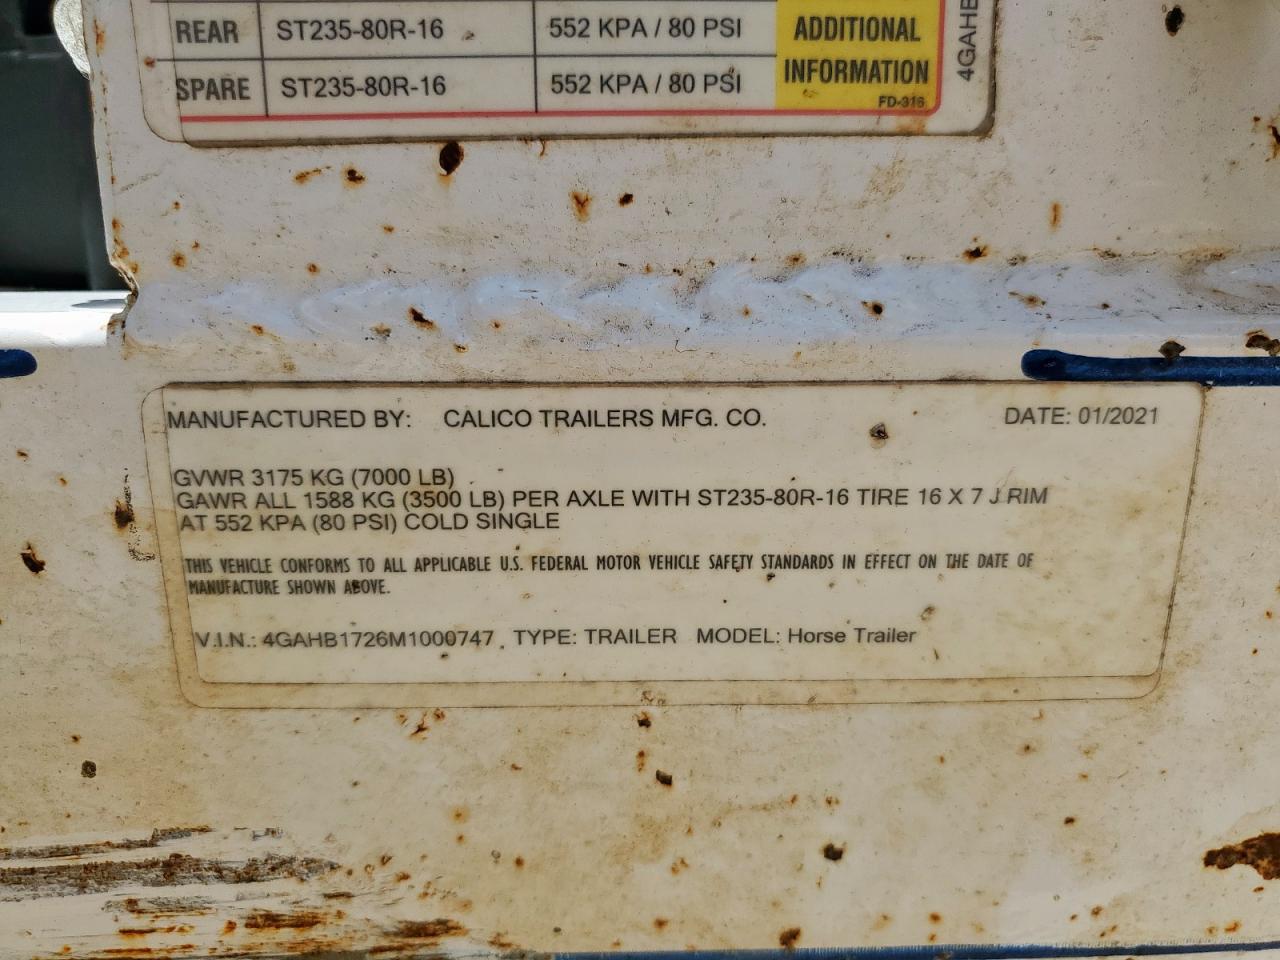 REAR ST235-80R-16 552 KPA / 80 PSI ADDITIONAL
SPARE ST235-80R-16 552 KPA / 80 PSI INFORMATION
FD-316
4GAHB
MANUFACTURED BY: CALICO TRAILERS MFG. CO. DATE: 01/2021
GVWR 3175 KG (7000 LB)
GAWR ALL 1588 KG (3500 LB) PER AXLE WITH ST235-80R-16 TIRE 16 X 7 J RIM
AT 552 KPA (80 PSI) COLD SINGLE
THIS VEHICLE CONFORMS TO ALL APPLICABLE U.S. FEDERAL MOTOR VEHICLE SAFETY STANDARDS IN EFFECT ON THE DATE OF
MANUFACTURE SHOWN ABOVE.
V.I.N.: 4GAHB1726M1000747 TYPE: TRAILER MODEL: Horse Trailer